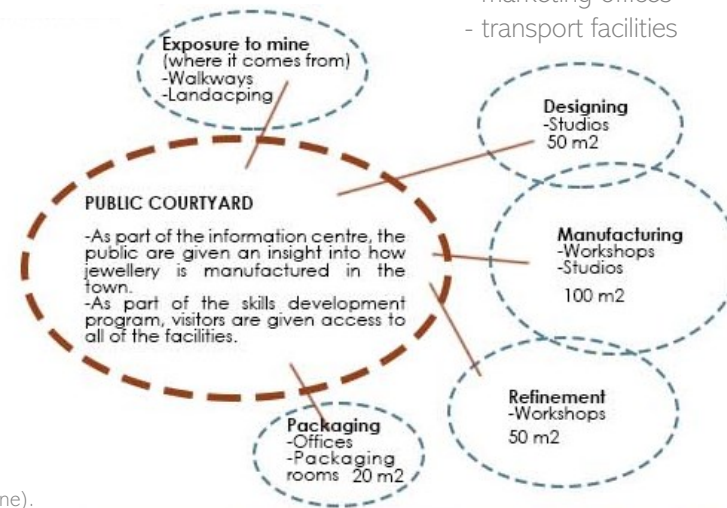 - transport facilities
Exposure to mine
(where it comes from)
-Walkways
-Landacping
Designing
-Studios
50 m2
PUBLIC COURTYARD
-As part of the information centre, the
public are given an insight into how
jewellery is manufactured in the
town.
-As part of the skills development
program, visitors are given access to
all of the facilities.
Manufacturing
-Workshops
-Studios
100 m2
Refinement
-Workshops
50 m2
Packaging
-Offices
-Packaging
rooms 20 m2
ne).